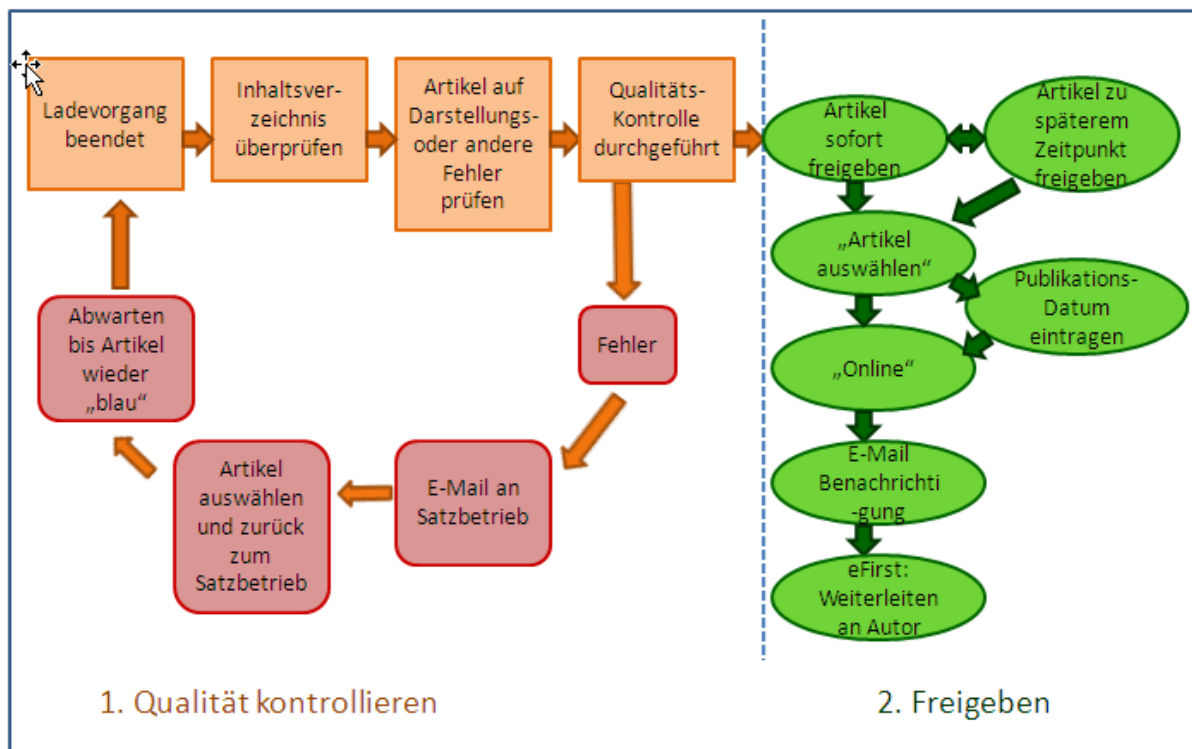 Ladevorgang
beendet
Inhaltsver-
zeichnis
überprüfen
Artikel auf
Darstellungs-
oder andere
Fehler
prüfen
Qualitäts-
Kontrolle
durchgeführt
Fehler
E-Mail an
Satzbetrieb
Artikel
auswählen
und zurück
zum
Satzbetrieb
Abwarten
bis Artikel
wieder
„blau“
1. Qualität kontrollieren
Artikel
sofort
freigeben
Artikel zu
späterem
Zeitpunkt
freigeben
„Artikel
auswählen“
Publikations-
Datum
eintragen
„Online“
E-Mail
Benachrichti
-gung
eFirst:
Weiterleiten
an Autor
2. Freigeben